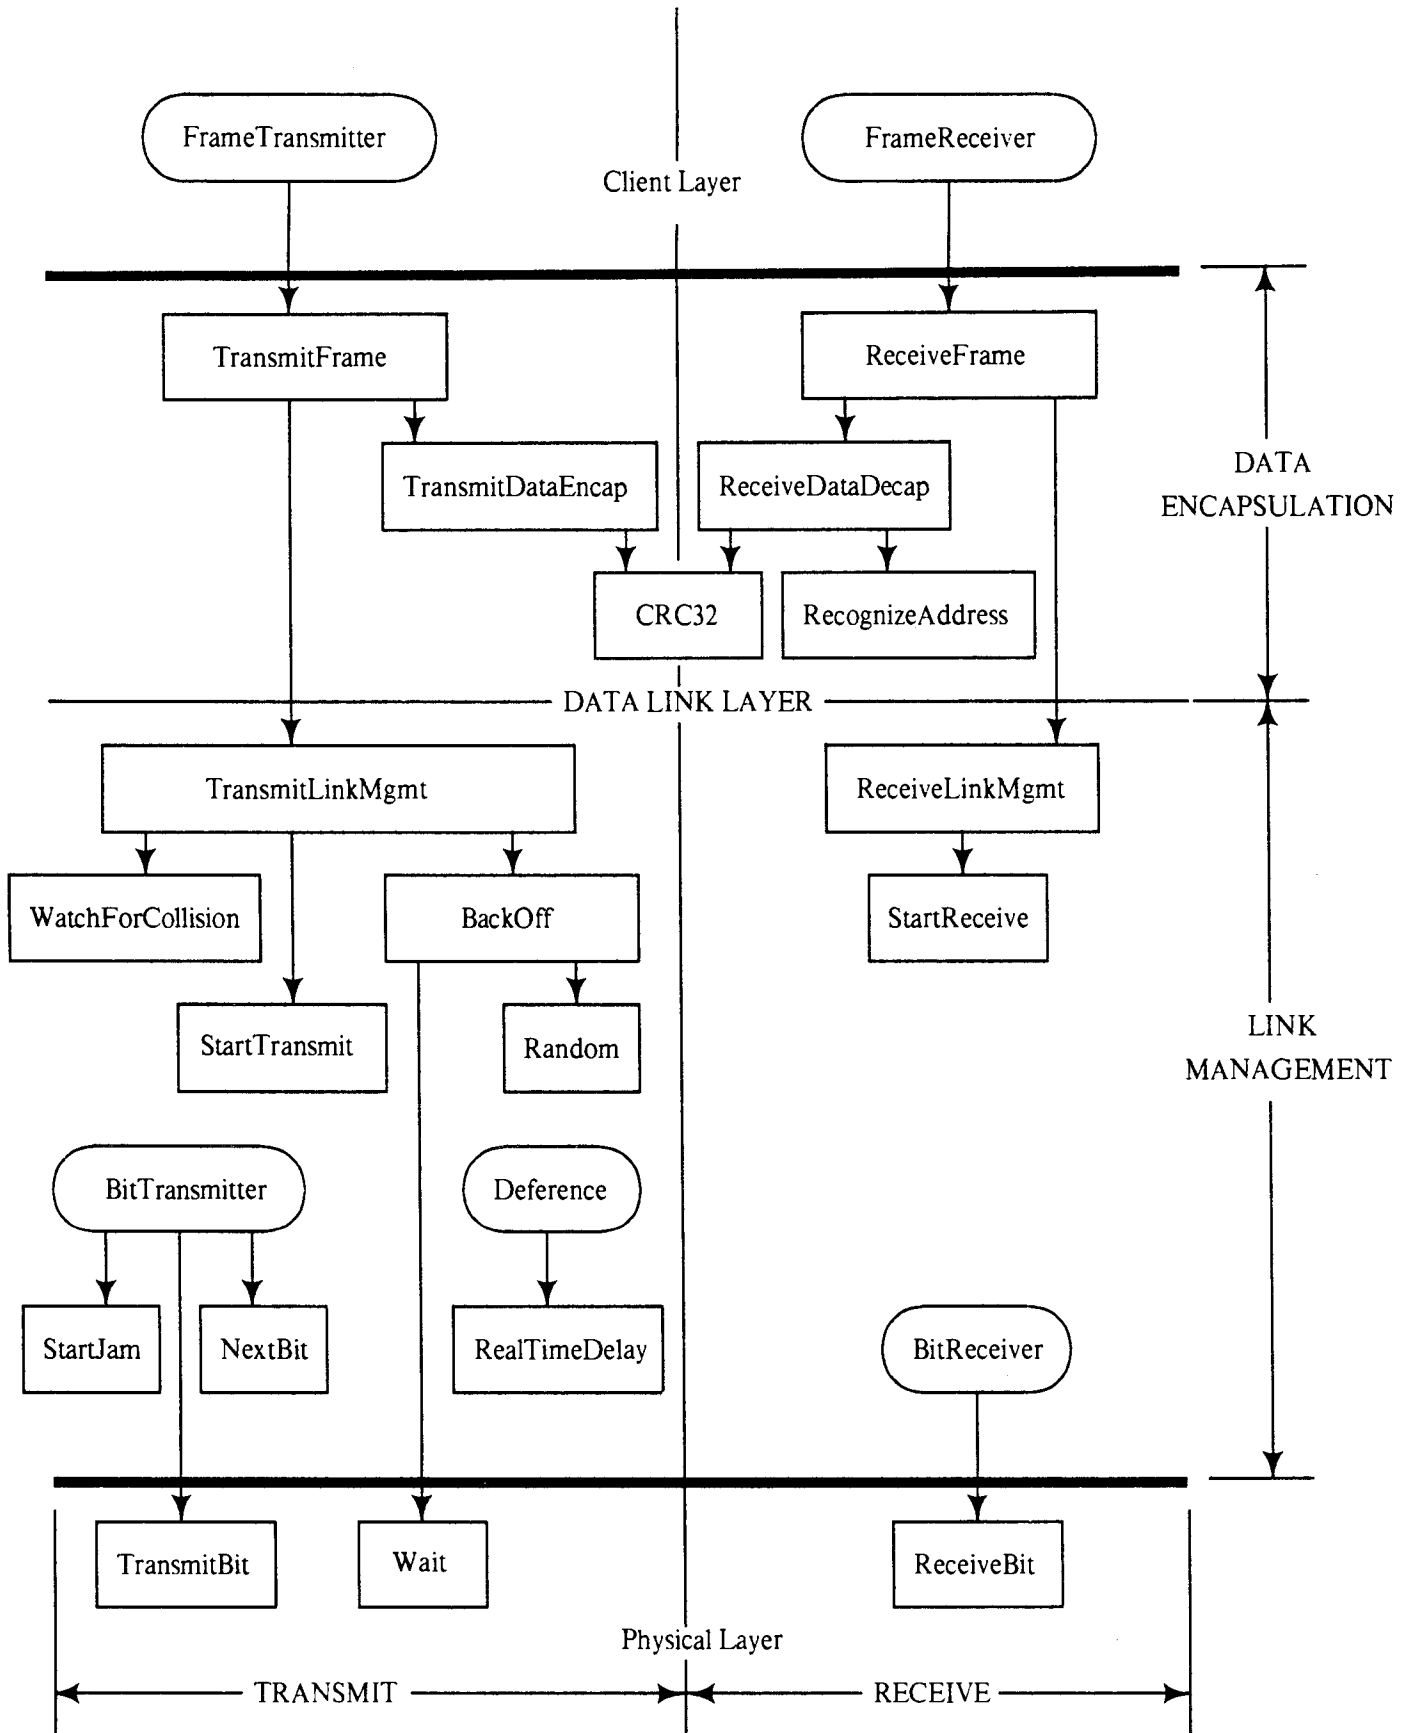 FrameTransmitter
FrameReceiver
Client Layer
TransmitFrame
ReceiveFrame
TransmitDataEncap
ReceiveDataDecap
DATA
ENCAPSULATION
CRC32
RecognizeAddress
DATA LINK LAYER
TransmitLinkMgmt
ReceiveLinkMgmt
WatchForCollision
BackOff
StartReceive
StartTransmit
Random
LINK
MANAGEMENT
BitTransmitter
Deference
StartJam
NextBit
RealTimeDelay
BitReceiver
TransmitBit
Wait
ReceiveBit
Physical Layer
TRANSMIT
RECEIVE